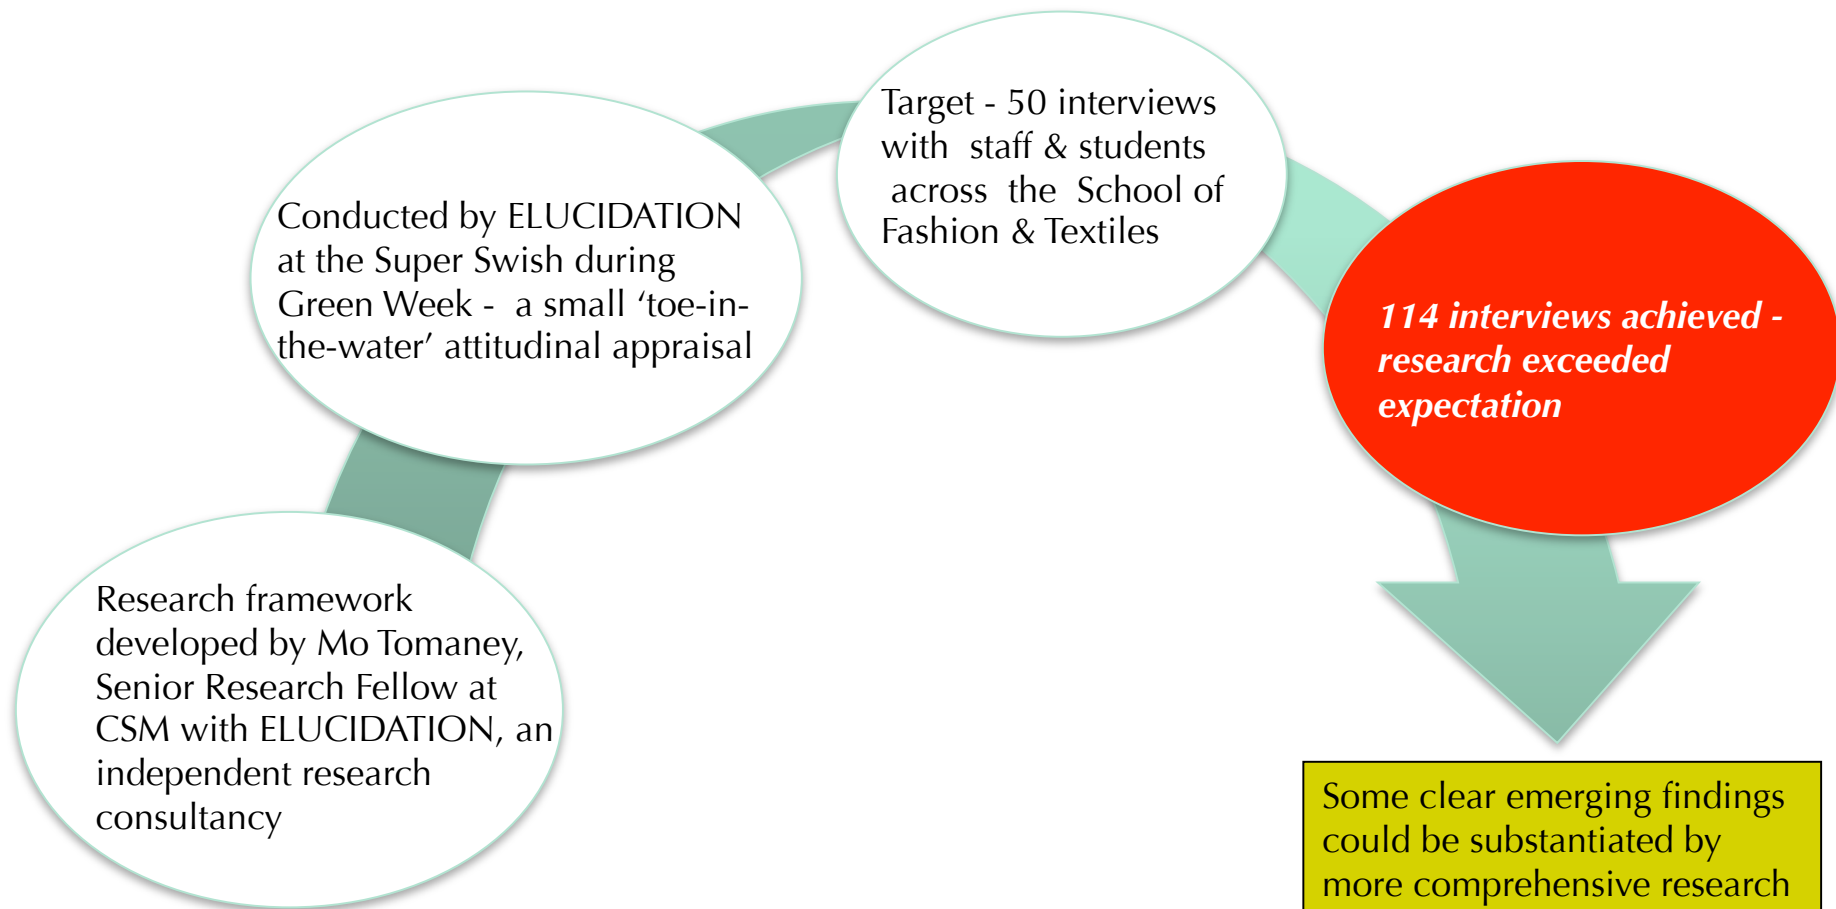 Research framework
developed by Mo Tomaney,
Senior Research Fellow at
CSM with ELUCIDATION, an
independent research
consultancy
Conducted by ELUCIDATION
at the Super Swish during
Green Week - a small ‘toe-in-
the-water’ attitudinal appraisal
Target - 50 interviews
with staff & students
across the School of
Fashion & Textiles
114 interviews achieved -
research exceeded
expectation
Some clear emerging findings
could be substantiated by
more comprehensive research